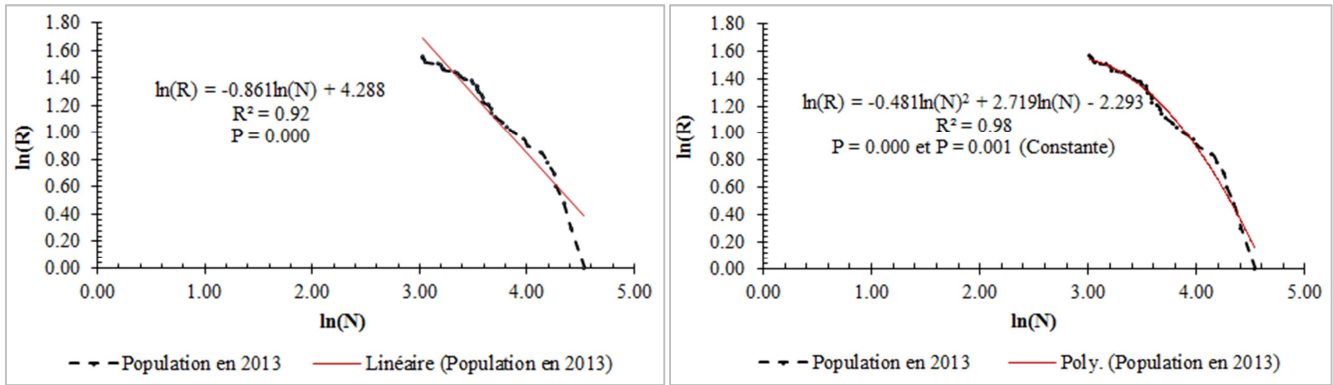 1.80
1.60
1.40
1.20
1.00
0.80
0.60
0.40
0.20
0.00
ln(R)
ln(R) = -0.861ln(N) + 4.288
R² = 0.92
P = 0.000
0.00 1.00 2.00 3.00 4.00 5.00
ln(N)
Population en 2013 Linéaire (Population en 2013)
1.80
1.60
1.40
1.20
1.00
0.80
0.60
0.40
0.20
0.00
ln(R)
ln(R) = -0.481ln(N)² + 2.719ln(N) - 2.293
R² = 0.98
P = 0.000 et P = 0.001 (Constante)
0.00 1.00 2.00 3.00 4.00 5.00
ln(N)
Population en 2013 Poly. (Population en 2013)